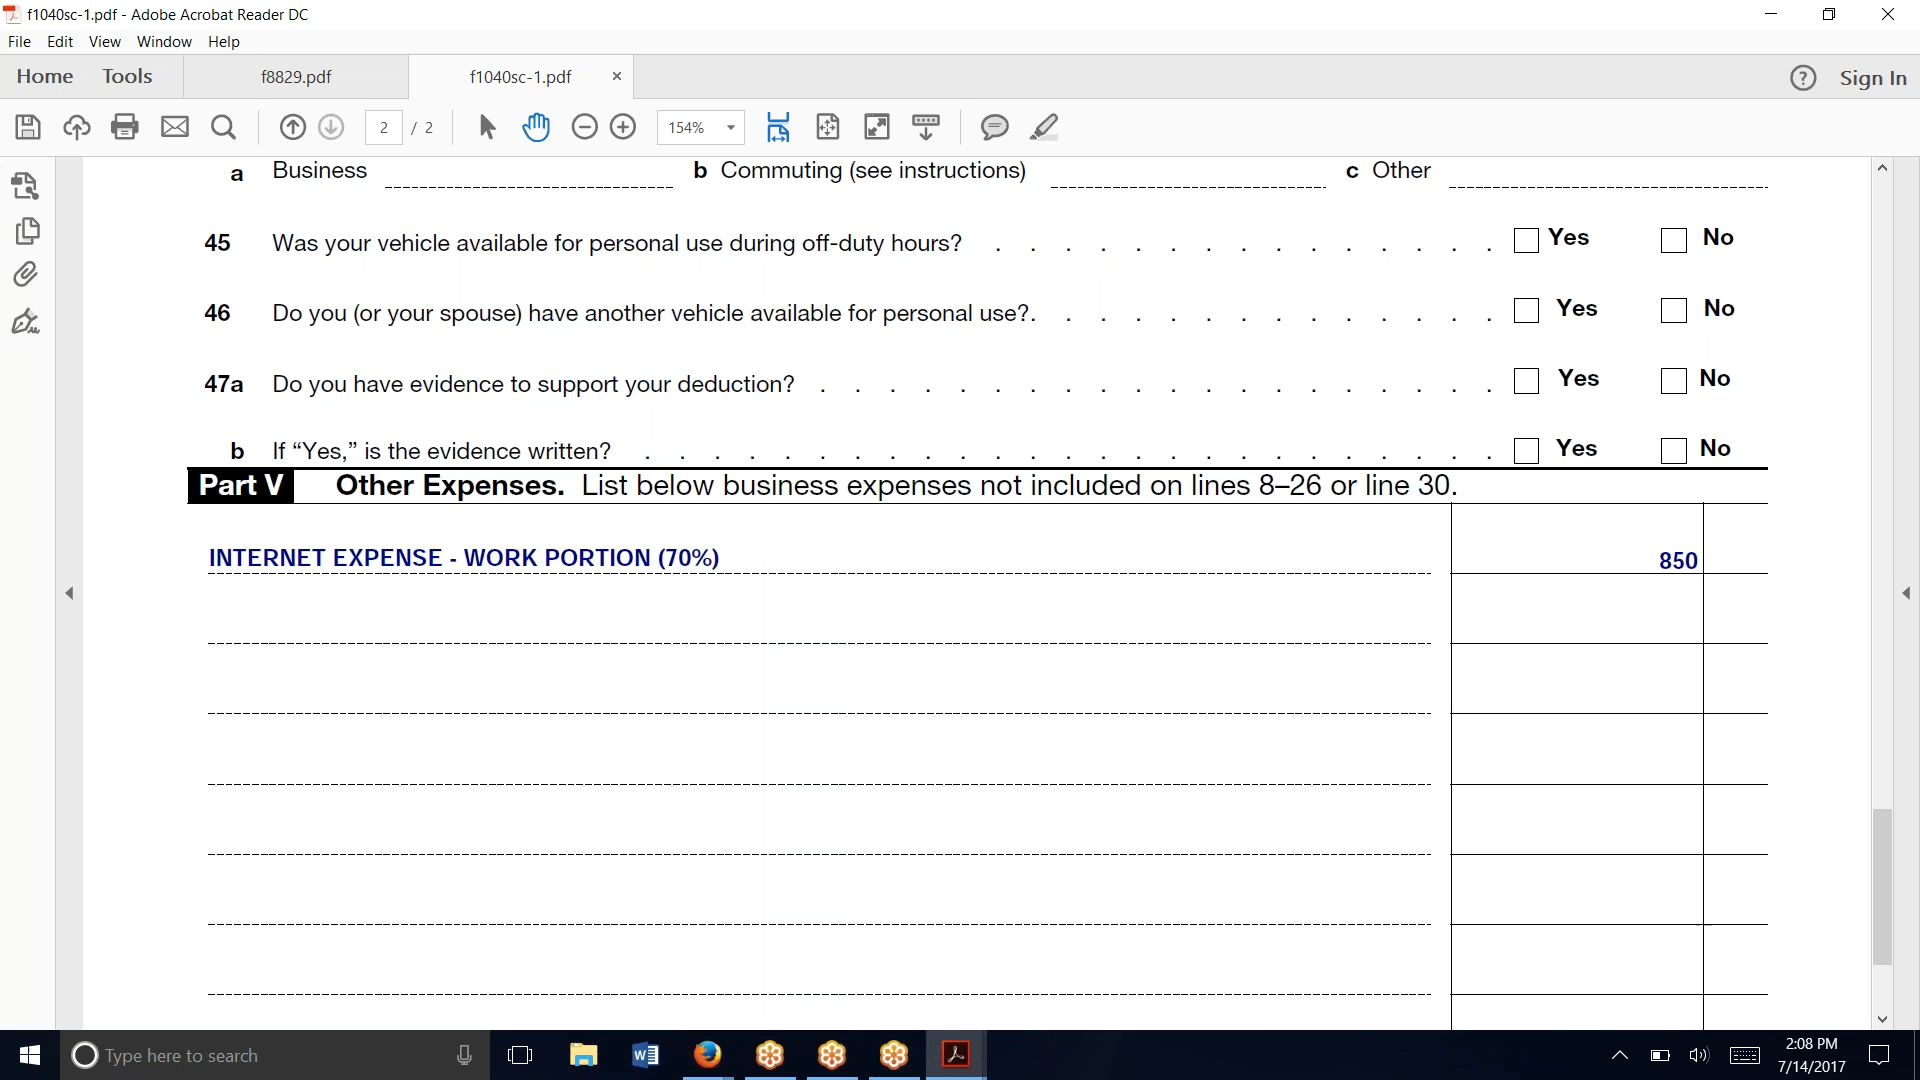 f1040sc-1.pdf - Adobe Acrobat Reader DC
File Edit View Window Help
Home Tools f8829.pdf f1040sc-1.pdf × ? Sign In
2 / 2 154%
a Business b Commuting (see instructions) c Other
45 Was your vehicle available for personal use during off-duty hours? . . . . . . . . . . . . . . . Yes No
46 Do you (or your spouse) have another vehicle available for personal use?. . . . . . . . . . . . . . Yes No
47a Do you have evidence to support your deduction? . . . . . . . . . . . . . . . . . . . . Yes No
b If “Yes,” is the evidence written? . . . . . . . . . . . . . . . . . . . . . . . . . Yes No
Part V Other Expenses. List below business expenses not included on lines 8–26 or line 30.
INTERNET EXPENSE - WORK PORTION (70%) 850
Type here to search
2:08 PM
7/14/2017